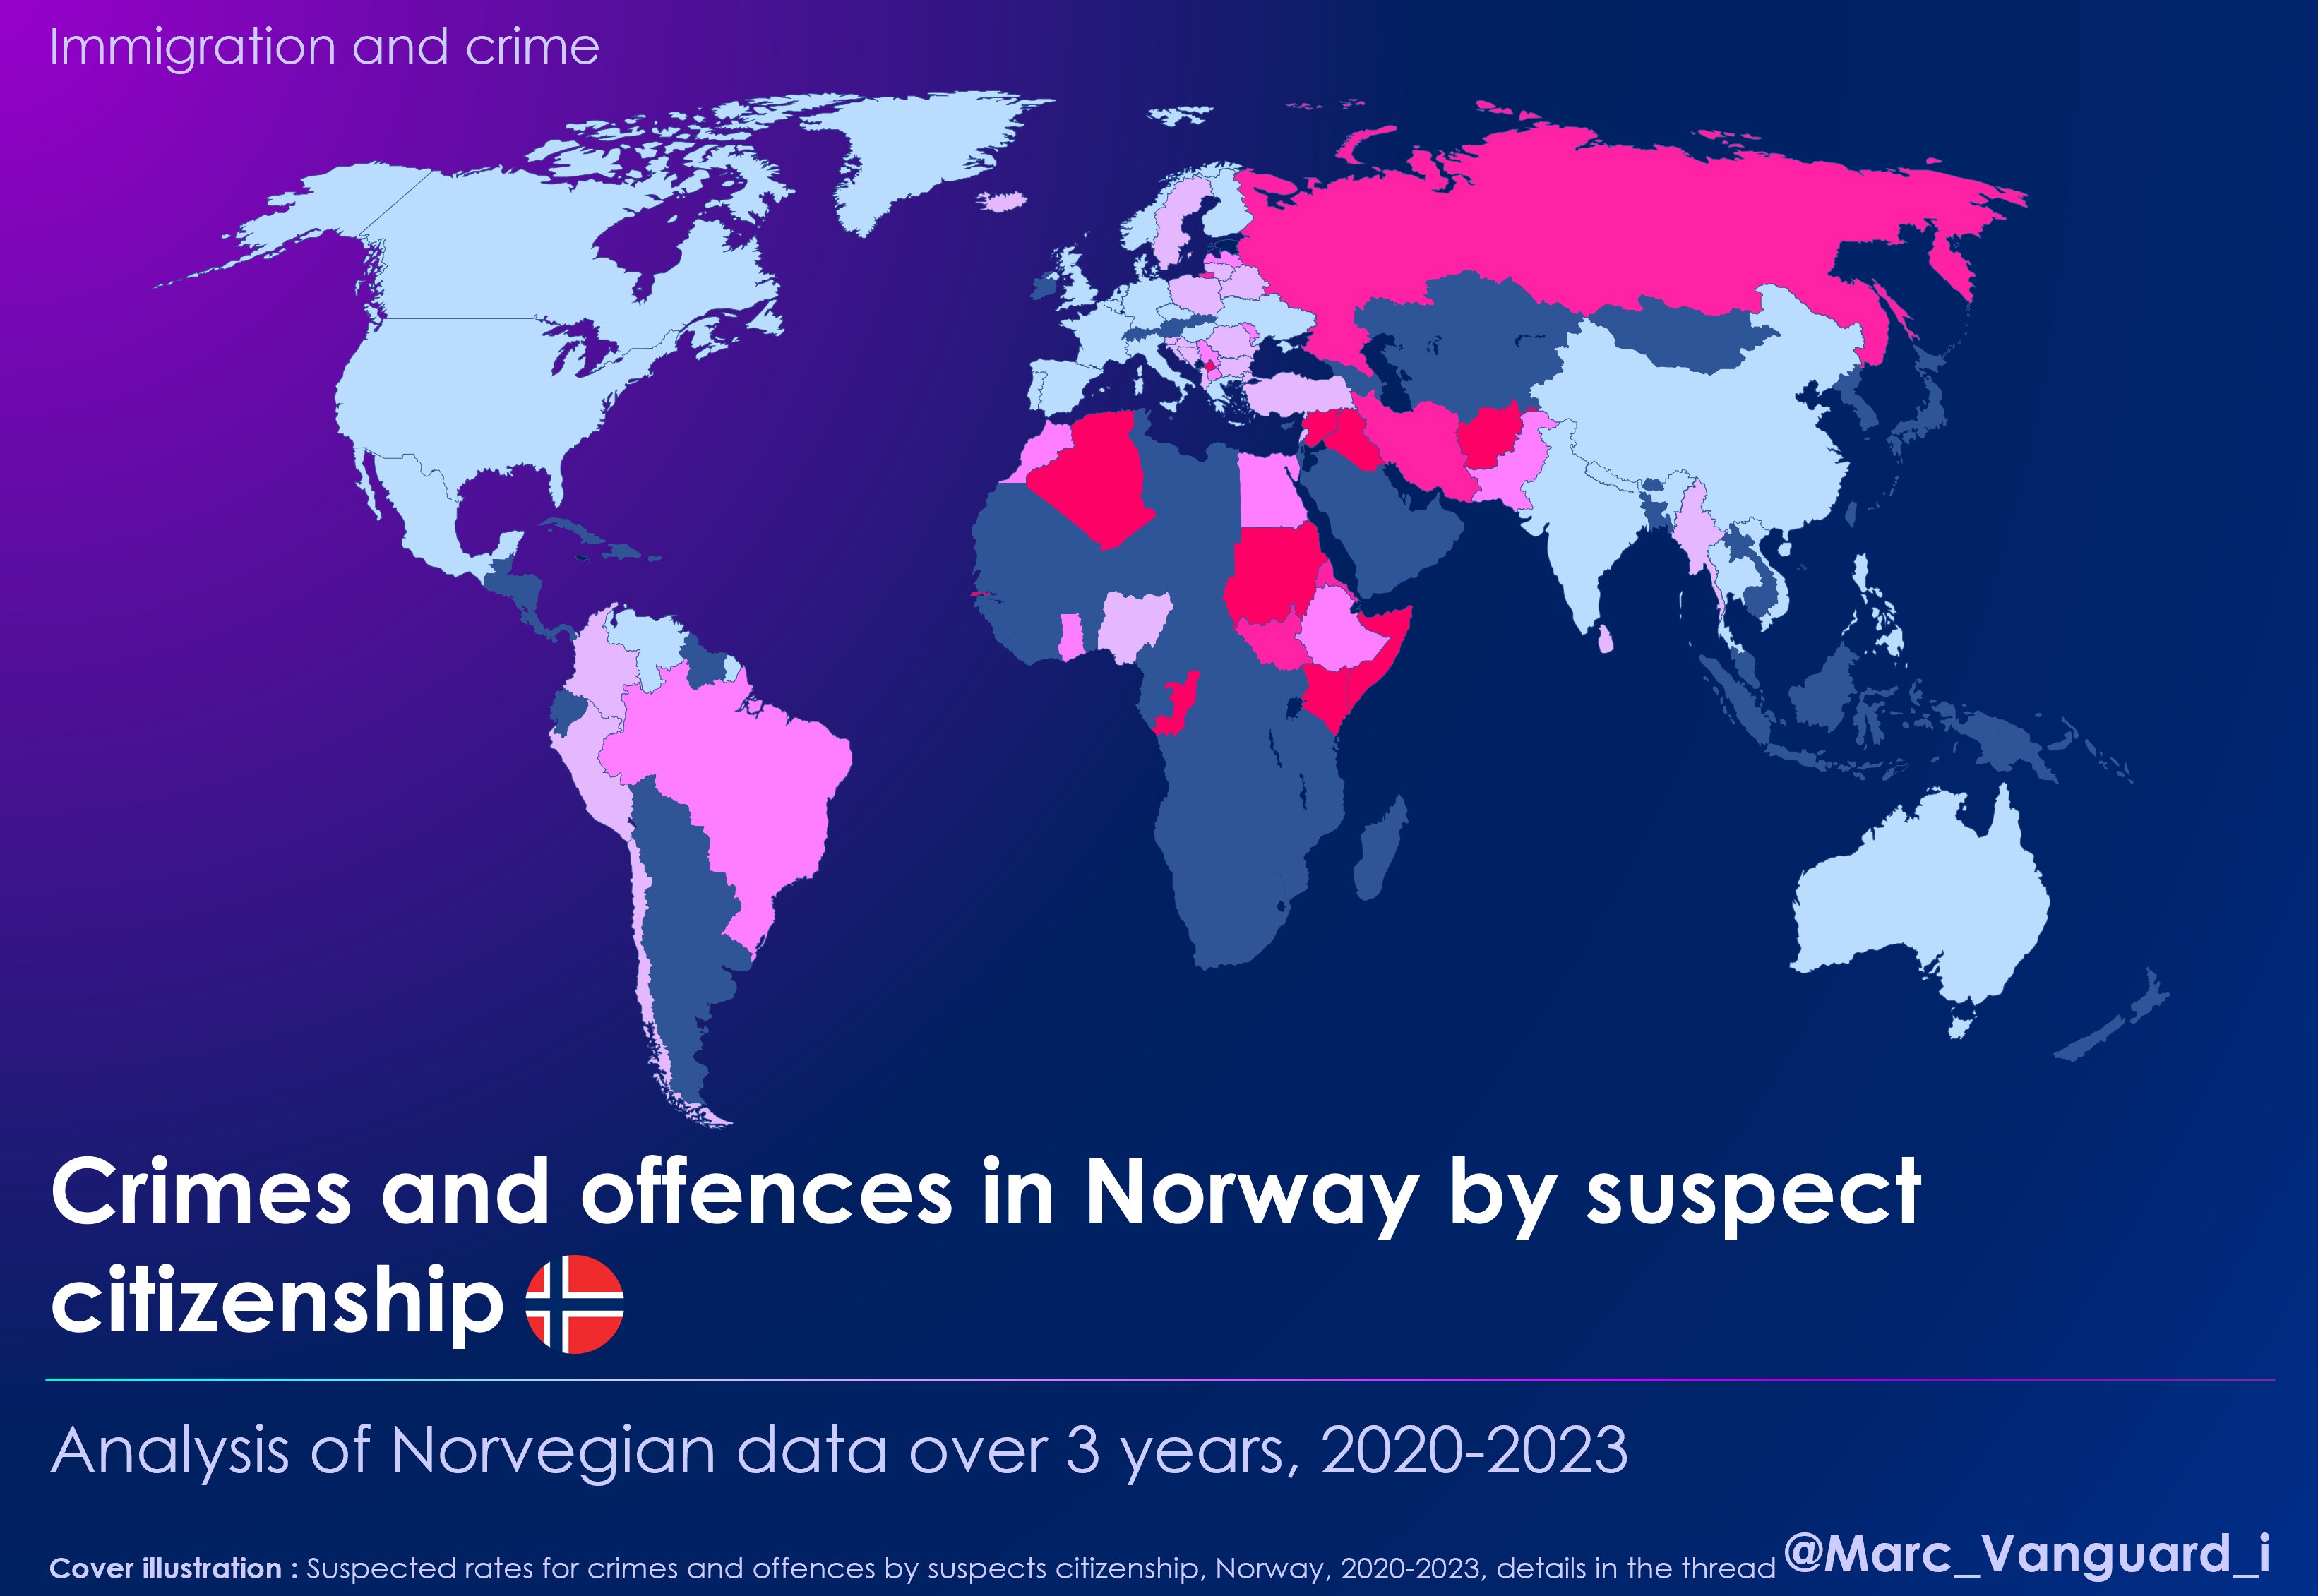 Immigration and crime
Crimes and offences in Norway by suspect
citizenship
Analysis of Norvegian data over 3 years, 2020-2023
Cover illustration : Suspected rates for crimes and offences by suspects citizenship, Norway, 2020-2023, details in the thread
@Marc_Vanguard_i